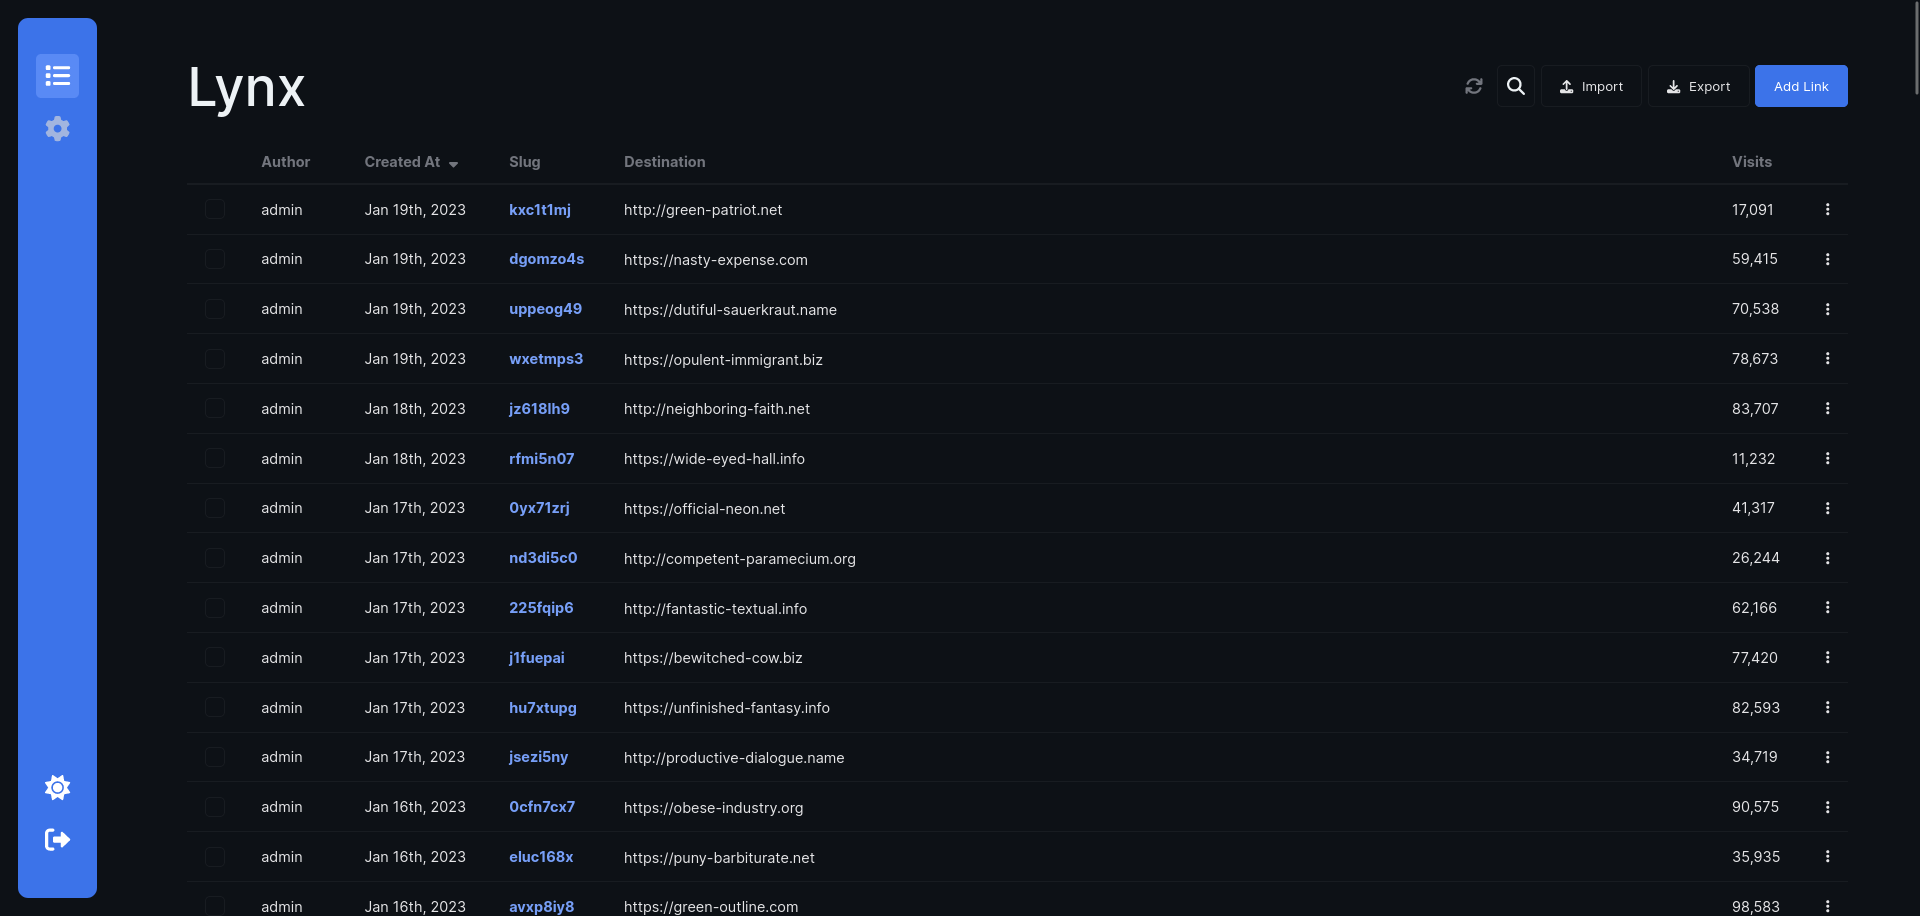 Lynx
Import Export Add Link
Author Created At Slug Destination Visits
admin Jan 19th, 2023 kxc1t1mj http://green-patriot.net 17,091
admin Jan 19th, 2023 dgomzo4s https://nasty-expense.com 59,415
admin Jan 19th, 2023 uppeog49 https://dutiful-sauerkraut.name 70,538
admin Jan 19th, 2023 wxetmps3 https://opulent-immigrant.biz 78,673
admin Jan 18th, 2023 jz618lh9 http://neighboring-faith.net 83,707
admin Jan 18th, 2023 rfmi5n07 https://wide-eyed-hall.info 11,232
admin Jan 17th, 2023 0yx71zrj https://official-neon.net 41,317
admin Jan 17th, 2023 nd3di5c0 http://competent-paramecium.org 26,244
admin Jan 17th, 2023 225fqip6 http://fantastic-textual.info 62,166
admin Jan 17th, 2023 j1fuepai https://bewitched-cow.biz 77,420
admin Jan 17th, 2023 hu7xtupg https://unfinished-fantasy.info 82,593
admin Jan 17th, 2023 jsezi5ny http://productive-dialogue.name 34,719
admin Jan 16th, 2023 0cfn7cx7 https://obese-industry.org 90,575
admin Jan 16th, 2023 eluc168x https://puny-barbiturate.net 35,935
admin Jan 16th, 2023 avxp8iy8 https://green-outline.com 98,583